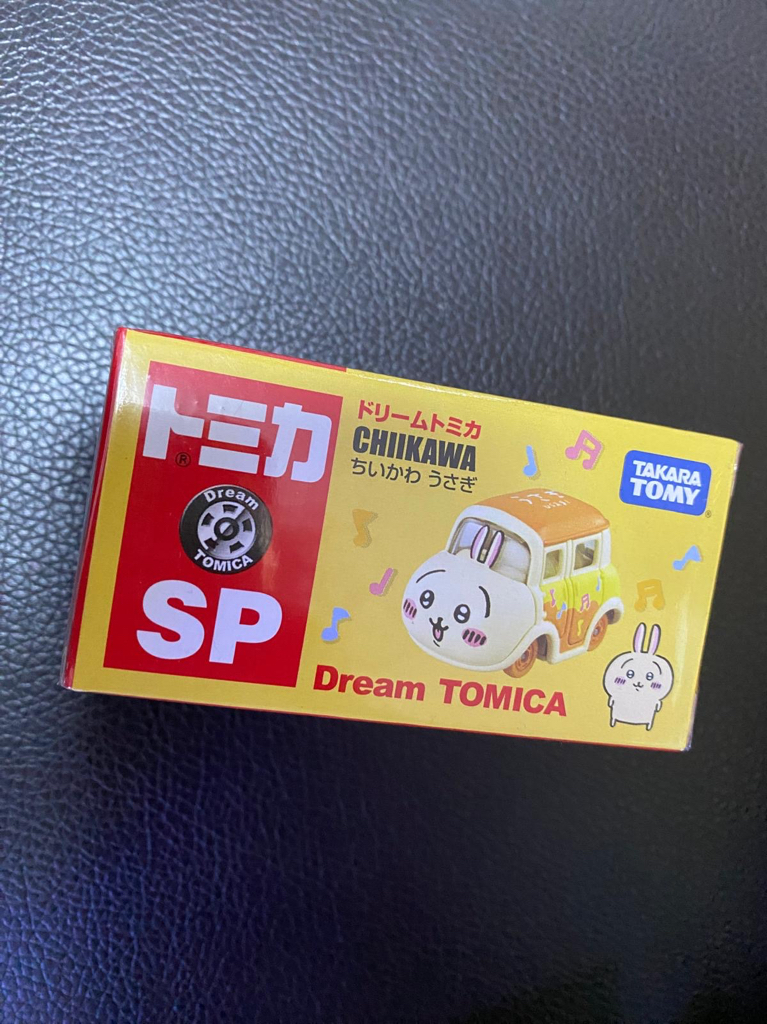 トミカ
®
Dream
TOMICA
SP
ドリームトミカ
CHIIKAWA
ちいかわ うさぎ
TAKARA
TOMY
®
Dream TOMICA